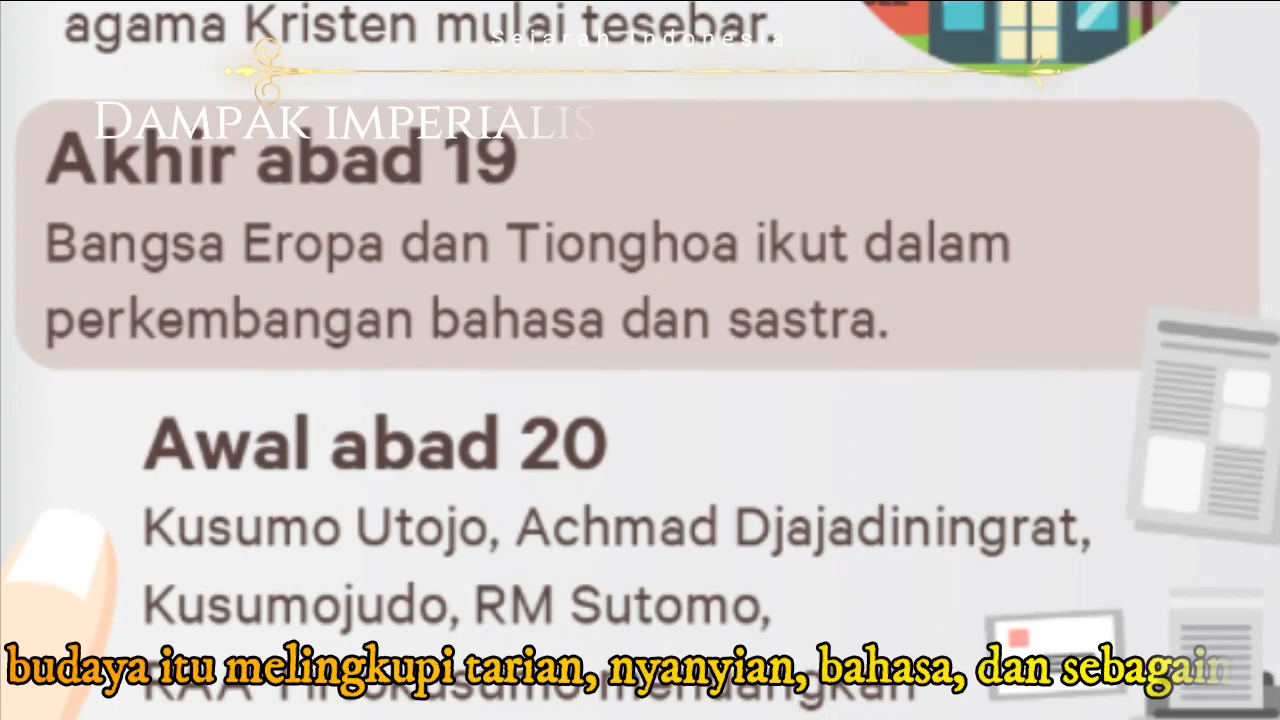 agama Kristen mulai tesebar
Sejarah Indonesia
DAMPAK IMPERIALIS
Akhir abad 19
Bangsa Eropa dan Tionghoa ikut dalam
perkembangan bahasa dan sastra.
Awal abad 20
Kusumo Utojo, Achmad Djajadiningrat,
Kusumojudo, RM Sutomo,
budaya itu melingkupi tarian, nyanyian, bahasa, dan sebagain
RAA